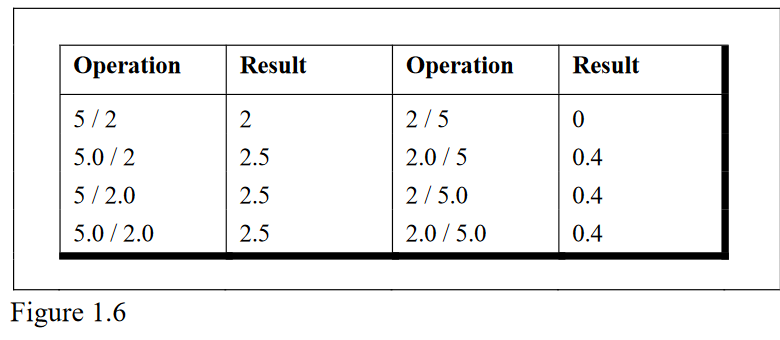 Operation Result Operation Result
5 / 2 2 2 / 5 0
5.0 / 2 2.5 2.0 / 5 0.4
5 / 2.0 2.5 2 / 5.0 0.4
5.0 / 2.0 2.5 2.0 / 5.0 0.4
Figure 1.6